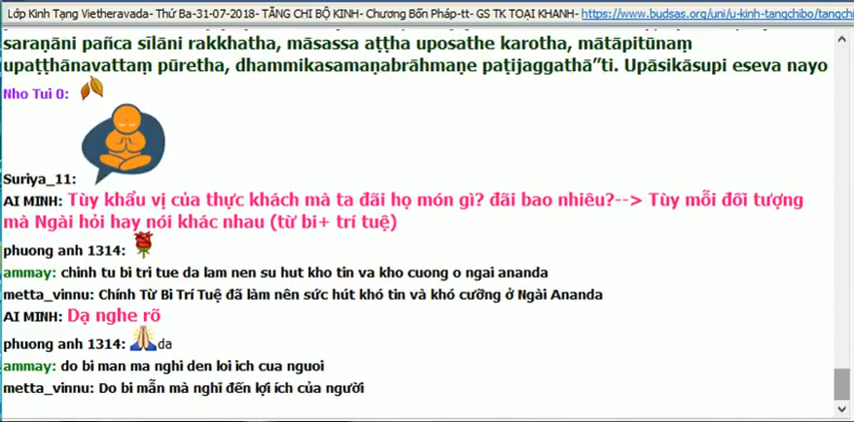 Lớp Kinh Tạng Vietheravada- Thứ Ba-31-07-2018- TĂNG CHI BỘ KINH- Chương Bốn Pháp-tt- GS TK TOẠI KHANH- https://www.budsas.org/uni/u-kinh-tangchibo/tangchi
saraṇāni pañca sīlāni rakkhatha, māsassa aṭṭha uposathe karotha, mātāpitūnaṃ
upaṭṭhānavattaṃ pūretha, dhammikasamaṇabrāhmaṇe paṭijaggathā”ti. Upāsikāsupi eseva nayo
Nho Tui 0:
Suriya_11:
AI MINH: Tùy khẩu vị của thực khách mà ta đãi họ món gì? đãi bao nhiêu?--> Tùy mỗi đối tượng
mà Ngài hỏi hay nói khác nhau (từ bi+ trí tuệ)
phuong anh 1314:
ammay: chinh tu bi tri tue da lam nen su hut kho tin va kho cuong o ngai ananda
metta_vinnu: Chính Từ Bi Trí Tuệ đã làm nên sức hút khó tin và khó cưỡng ở Ngài Ananda
AI MINH: Dạ nghe rõ
phuong anh 1314: da
ammay: do bi man ma nghi den loi ich cua nguoi
metta_vinnu: Do bi mẫn mà nghĩ đến lợi ích của người